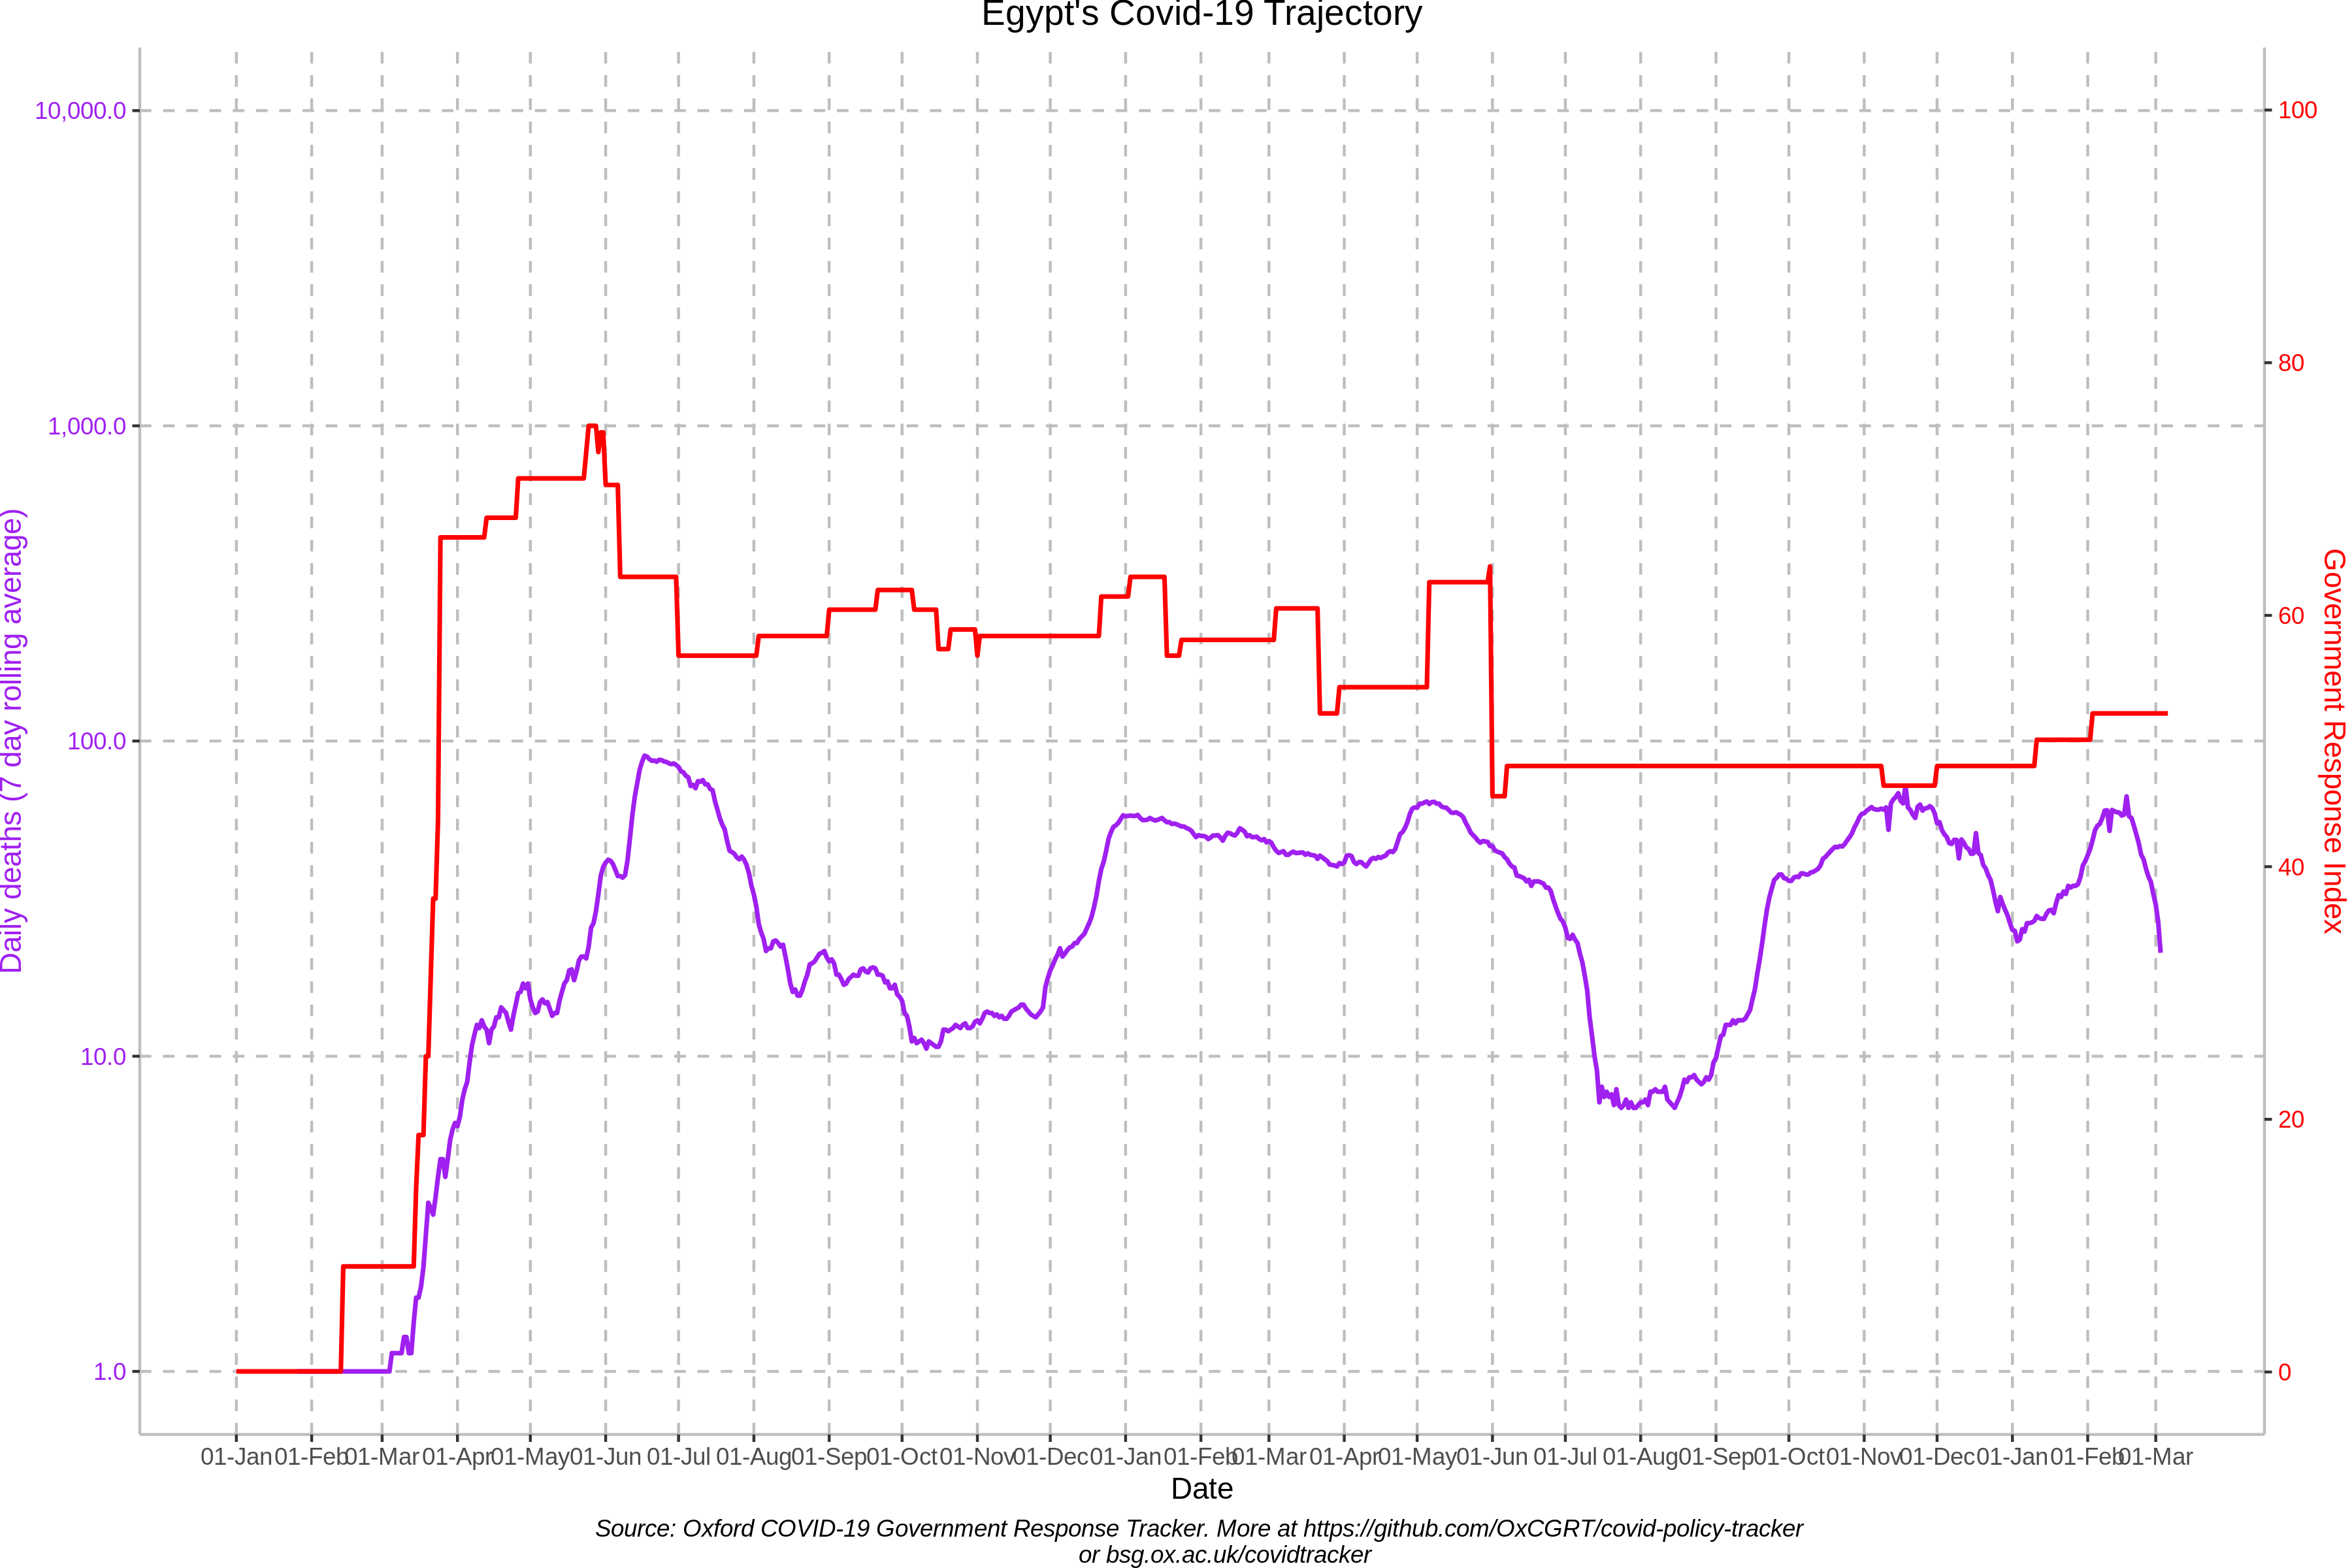 Egypt's Covid-19 Trajectory
10,000.0
1,000.0
100.0
10.0
1.0
Daily deaths (7 day rolling average)
100
80
60
40
20
0
Government Response Index
01-Jan 01-Feb 01-Mar 01-Apr 01-May 01-Jun 01-Jul 01-Aug 01-Sep 01-Oct 01-Nov 01-Dec 01-Jan 01-Feb 01-Mar 01-Apr 01-May 01-Jun 01-Jul 01-Aug 01-Sep 01-Oct 01-Nov 01-Dec 01-Jan 01-Feb 01-Mar
Date
Source: Oxford COVID-19 Government Response Tracker. More at https://github.com/OxCGRT/covid-policy-tracker
or bsg.ox.ac.uk/covidtracker